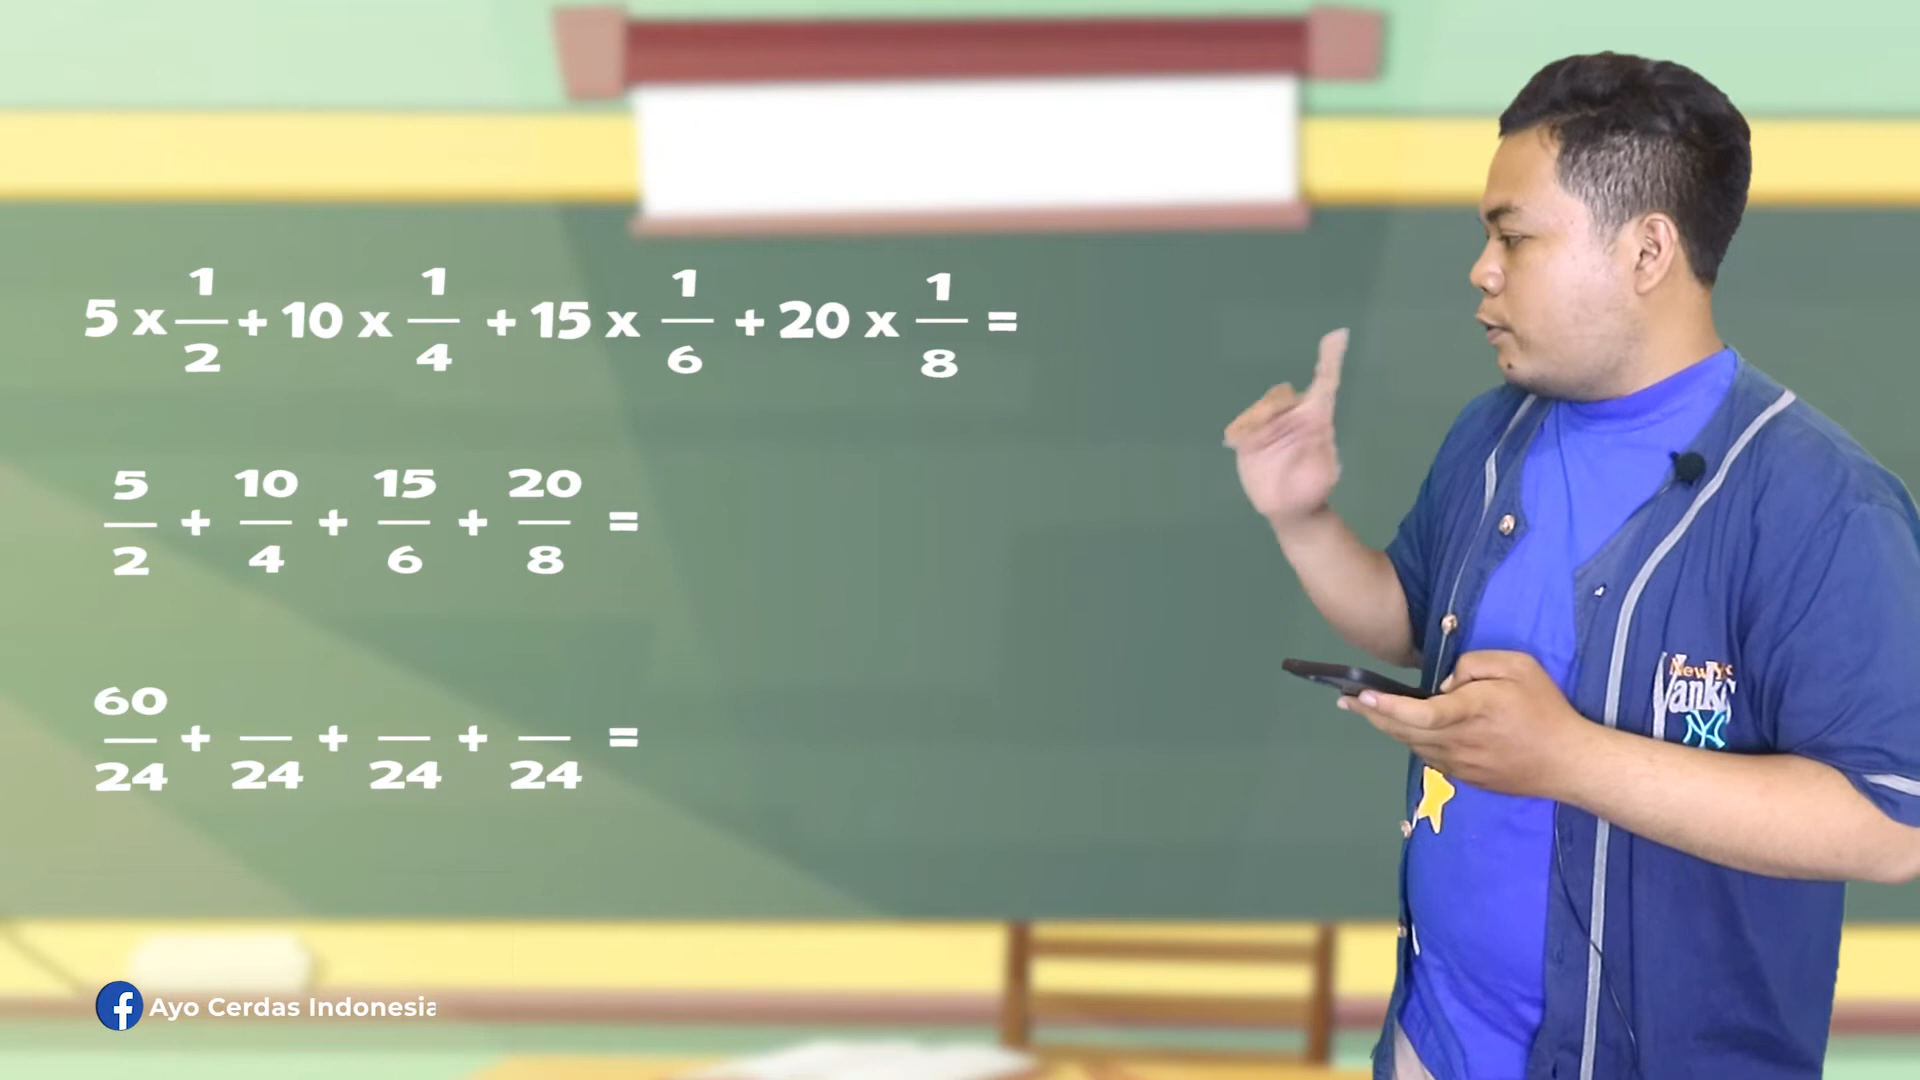 5 x 1/2 + 10 x 1/4 + 15 x 1/6 + 20 x 1/8 =
5/2 + 10/4 + 15/6 + 20/8 =
60/24 + /24 + /24 + /24 =
New York
Yankees
NY
Ayo Cerdas Indonesia